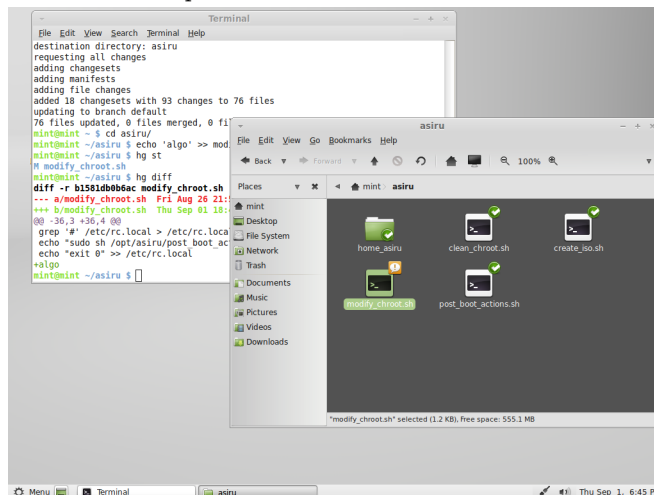 Terminal
File Edit View Search Terminal Help
destination directory: asiru
requesting all changes
adding changesets
adding manifests
adding file changes
added 18 changesets with 93 changes to 76 files
updating to branch default
76 files updated, 0 files merged, 0 fil
mint@mint ~ $ cd asiru/
mint@mint ~/asiru $ echo 'algo' >> mod
mint@mint ~/asiru $ hg st
M modify_chroot.sh
mint@mint ~/asiru $ hg diff
diff -r b1581db0b6ac modify_chroot.sh
--- a/modify_chroot.sh Fri Aug 26 21:5
+++ b/modify_chroot.sh Thu Sep 01 18:
@@ -36,3 +36,4 @@
grep '#' /etc/rc.local > /etc/rc.loca
echo "sudo sh /opt/asiru/post_boot_ac
echo "exit 0" >> /etc/rc.local
+algo
mint@mint ~/asiru $
asiru
File Edit View Go Bookmarks Help
Back Forward 100%
Places mint asiru
mint
Desktop
File System
Network
Trash
Documents
Music
Pictures
Videos
Downloads
home_asiru clean_chroot.sh create_iso.sh
modify_chroot.sh post_boot_actions.sh
"modify_chroot.sh" selected (1.2 KB), Free space: 555.1 MB
Menu Terminal asiru Thu Sep 1, 6:45 P